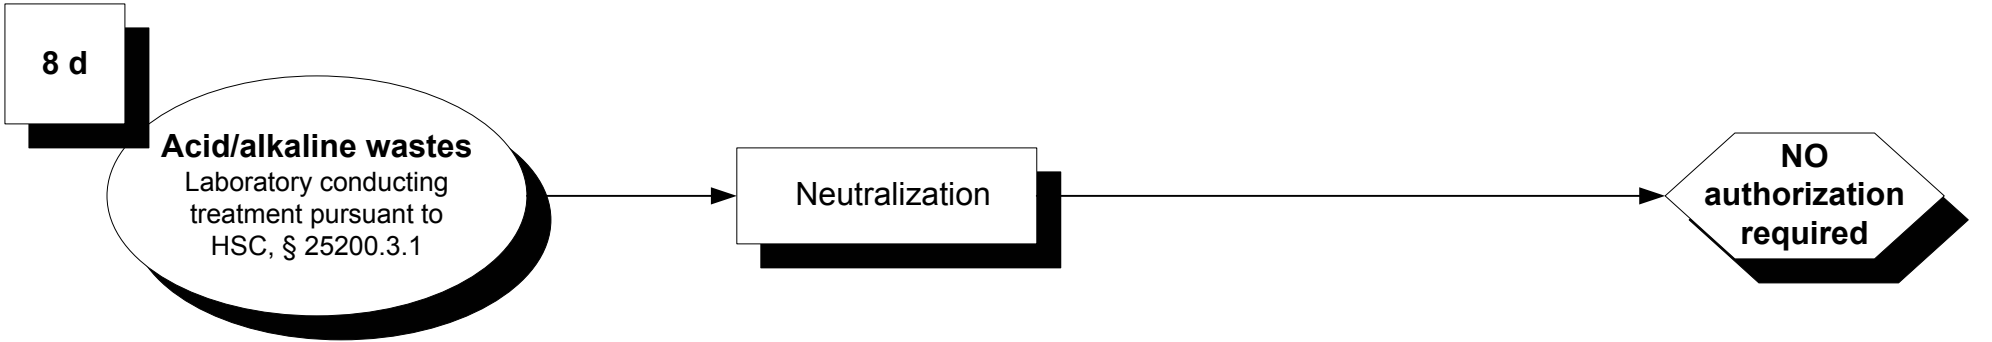 8 d
Acid/alkaline wastes
Laboratory conducting
treatment pursuant to
HSC, § 25200.3.1
Neutralization
NO
authorization
required